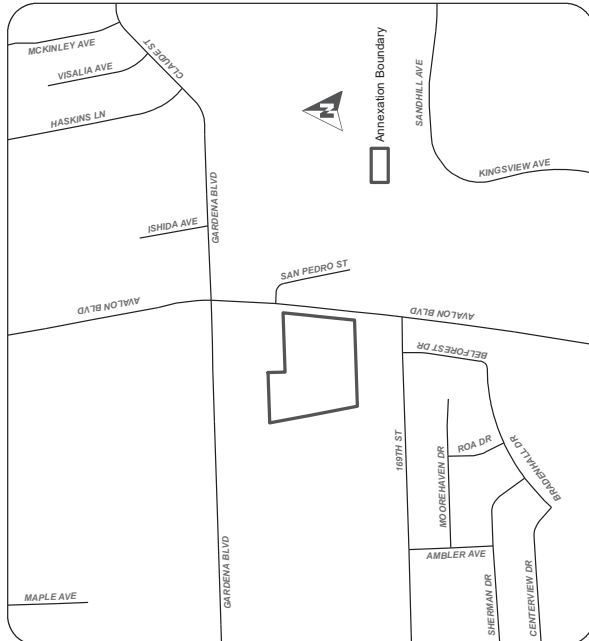 MCKINLEY AVE
CLAUDE ST
VISALIA AVE
HASKINS LN
N
Annexation Boundary
SANDHILL AVE
KINGSVIEW AVE
ISHIDA AVE
GARDENA BLVD
SAN PEDRO ST
AVALON BLVD
AVALON BLVD
BELFOREST DR
169TH ST
MOOREHAVEN DR
ROA DR
BRADENHALL DR
GARDENA BLVD
AMBLER AVE
MAPLE AVE
SHERMAN DR
CENTERVIEW DR